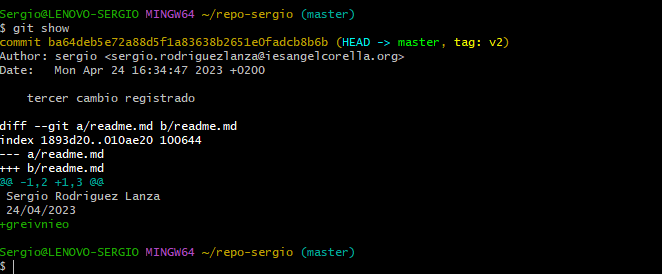 Sergio@LENOVO-SERGIO MINGW64 ~/repo-sergio (master)
$ git show
commit ba64deb5e72a88d5f1a83638b2651e0fadcb8b6b (HEAD -> master, tag: v2)
Author: sergio <sergio.rodriguezlanza@iesangelcorella.org>
Date:   Mon Apr 24 16:34:47 2023 +0200

    tercer cambio registrado

diff --git a/readme.md b/readme.md
index 1893d20..010ae20 100644
--- a/readme.md
+++ b/readme.md
@@ -1,2 +1,3 @@
 Sergio Rodriguez Lanza
 24/04/2023
+greivnieo

Sergio@LENOVO-SERGIO MINGW64 ~/repo-sergio (master)
$